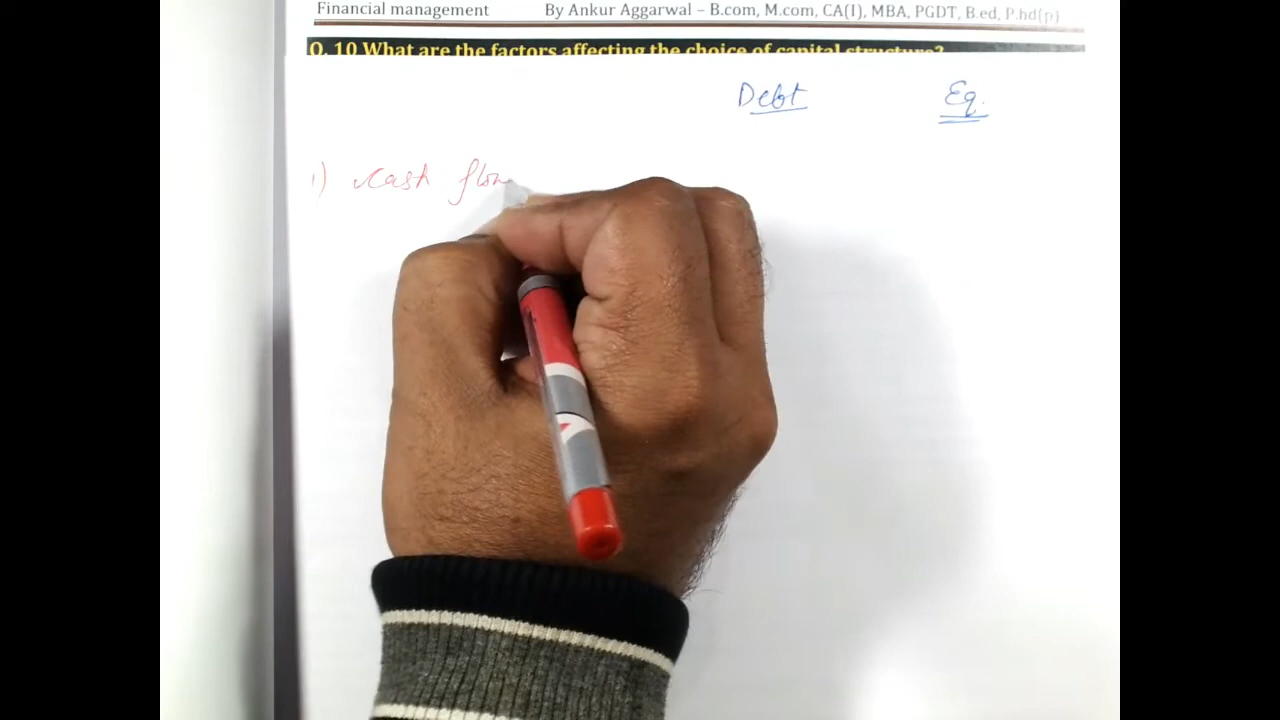 Financial management By Ankur Aggarwal – B.com, M.com, CA(I), MBA, PGDT, B.ed, P.hd(p)
Q. 10 What are the factors affecting the choice of capital structure?
Debt Eq.
1) Cash flow